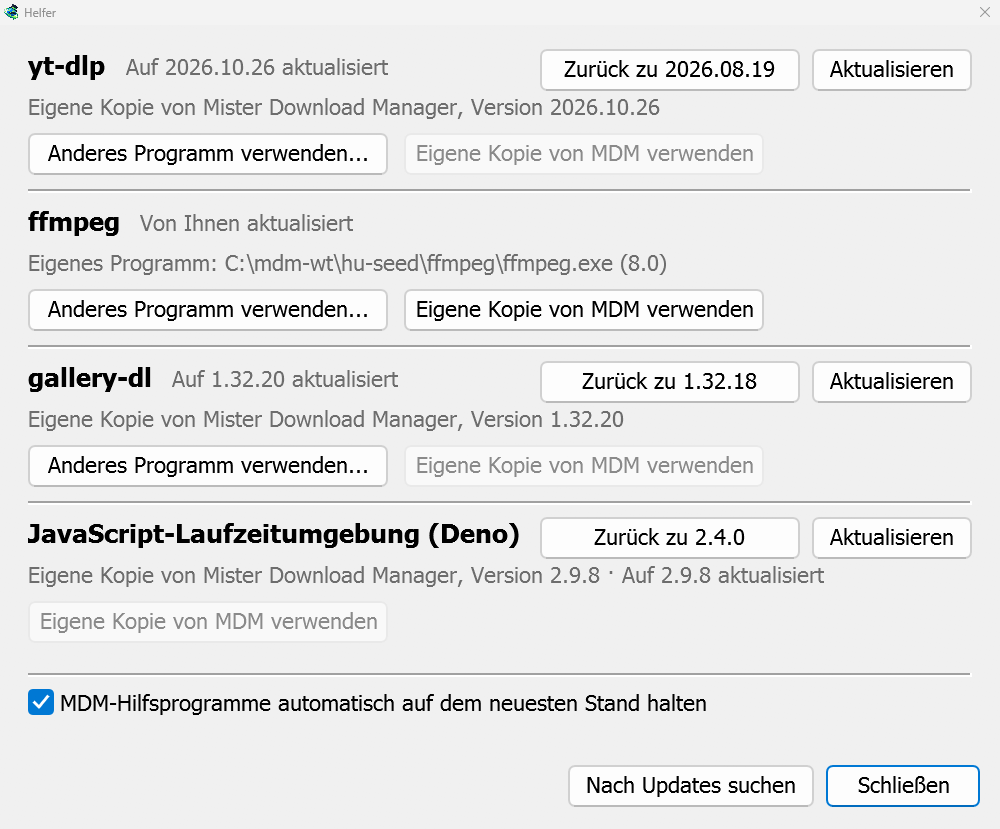 Helfer
yt-dlp Auf 2026.10.26 aktualisiert Zurück zu 2026.08.19 Aktualisieren
Eigene Kopie von Mister Download Manager, Version 2026.10.26
Anderes Programm verwenden... Eigene Kopie von MDM verwenden
ffmpeg Von Ihnen aktualisiert
Eigenes Programm: C:\mdm-wt\hu-seed\ffmpeg\ffmpeg.exe (8.0)
Anderes Programm verwenden... Eigene Kopie von MDM verwenden
gallery-dl Auf 1.32.20 aktualisiert Zurück zu 1.32.18 Aktualisieren
Eigene Kopie von Mister Download Manager, Version 1.32.20
Anderes Programm verwenden... Eigene Kopie von MDM verwenden
JavaScript-Laufzeitumgebung (Deno) Zurück zu 2.4.0 Aktualisieren
Eigene Kopie von Mister Download Manager, Version 2.9.8 · Auf 2.9.8 aktualisiert
Eigene Kopie von MDM verwenden
MDM-Hilfsprogramme automatisch auf dem neuesten Stand halten
Nach Updates suchen Schließen